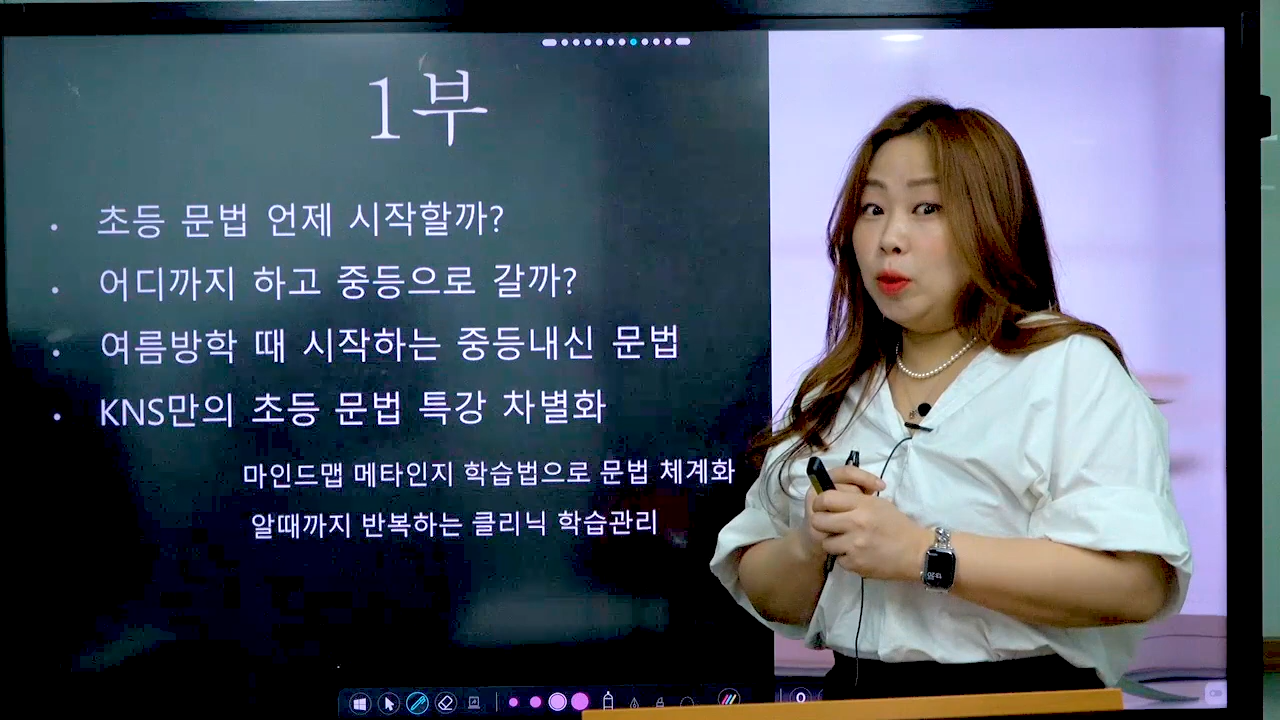 1부
초등 문법 언제 시작할까?
어디까지 하고 중등으로 갈까?
여름방학 때 시작하는 중등내신 문법
KNS만의 초등 문법 특강 차별화
마인드맵 메타인지 학습법으로 문법 체계화
알때까지 반복하는 클리닉 학습관리